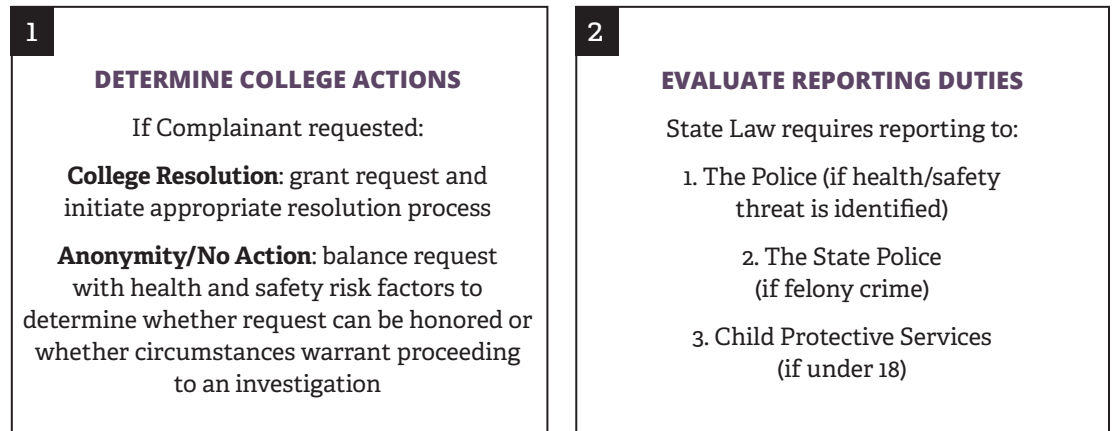 1
DETERMINE COLLEGE ACTIONS
If Complainant requested:
College Resolution: grant request and
initiate appropriate resolution process
Anonymity/No Action: balance request
with health and safety risk factors to
determine whether request can be honored or
whether circumstances warrant proceeding
to an investigation
2
EVALUATE REPORTING DUTIES
State Law requires reporting to:
1. The Police (if health/safety
threat is identified)
2. The State Police
(if felony crime)
3. Child Protective Services
(if under 18)